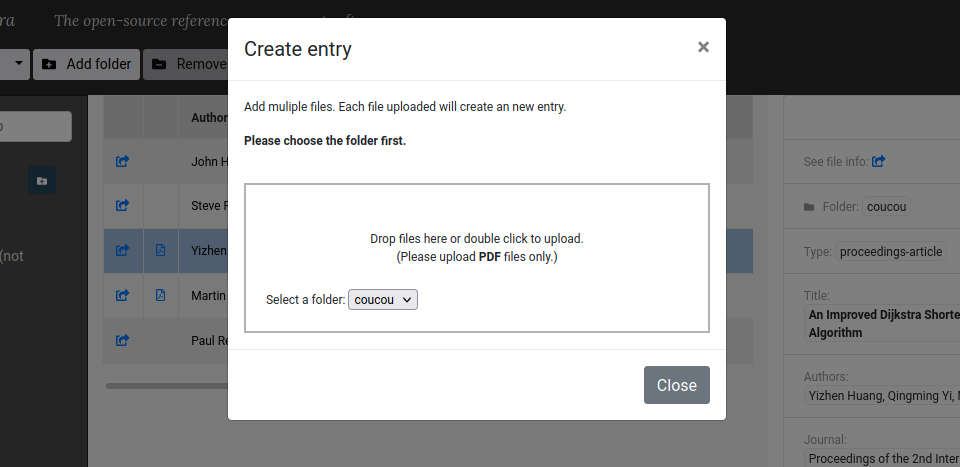 ra The open-source referenc
Create entry
×
Add folder
Remove
Add muliple files. Each file uploaded will create an new entry.
Please choose the folder first.
Drop files here or double click to upload.
(Please upload PDF files only.)
Select a folder: coucou
Close
Author
John H
Steve
Yizhen
Martin
Paul Re
(not
See file info:
Folder: coucou
Type: proceedings-article
Title:
An Improved Dijkstra Shorte
Algorithm
Authors:
Yizhen Huang, Qingming Yi,
Journal:
Proceedings of the 2nd Inter